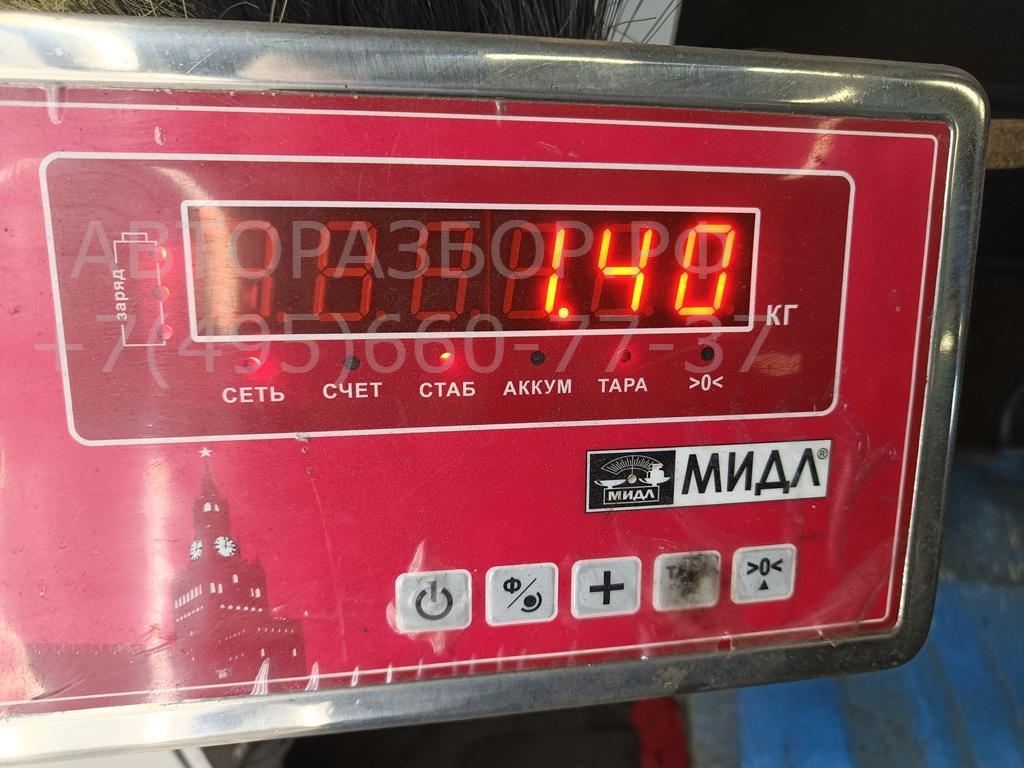 АВТОРАЗБОР.РФ
+7(495)660-77-37
заряд
1.40
кг
СЕТЬ СЧЕТ СТАБ АККУМ ТАРА >0<
МИДЛ
МИДЛ®
Ф
>0<